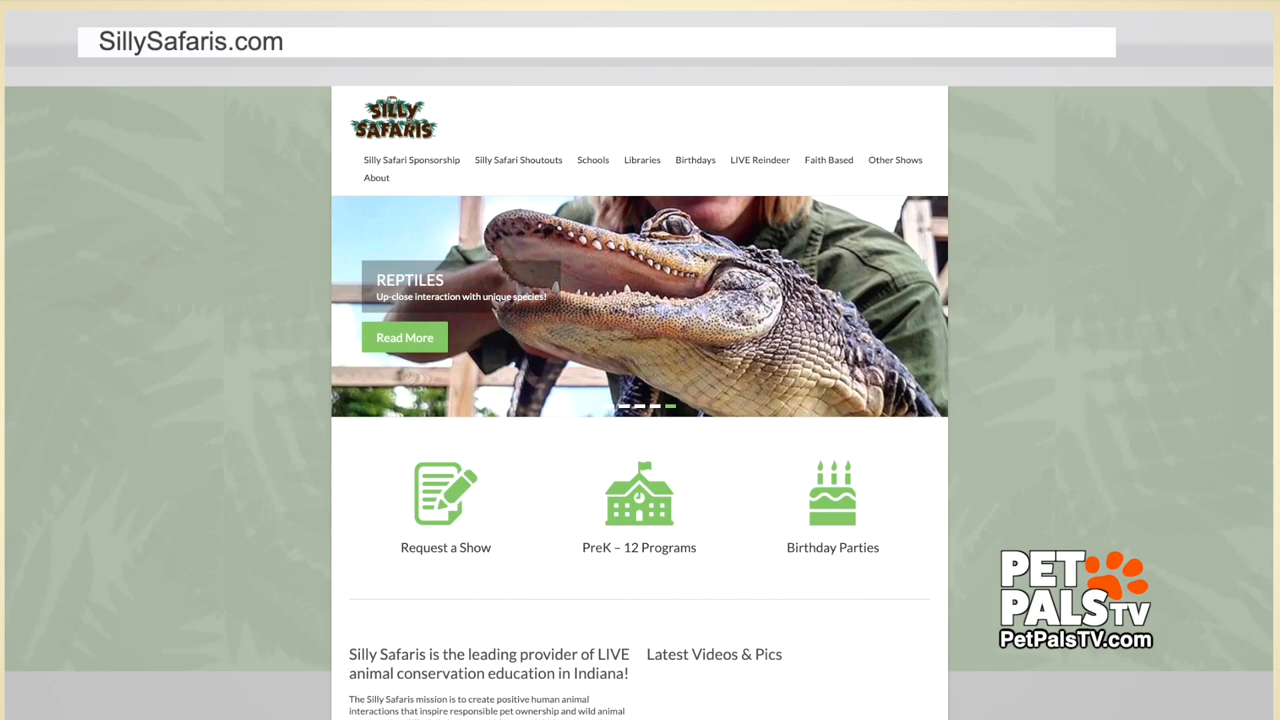 SillySafaris.com
SILLY
SAFARIS
Silly Safari Sponsorship Silly Safari Shoutouts Schools Libraries Birthdays LIVE Reindeer Faith Based Other Shows
About
REPTILES
Up-close interaction with unique species!
Read More
Request a Show
PreK – 12 Programs
Birthday Parties
Silly Safaris is the leading provider of LIVE
animal conservation education in Indiana!
The Silly Safaris mission is to create positive human animal
interactions that inspire responsible pet ownership and wild animal
Latest Videos & Pics
PET
PALS TV
PetPalsTV.com